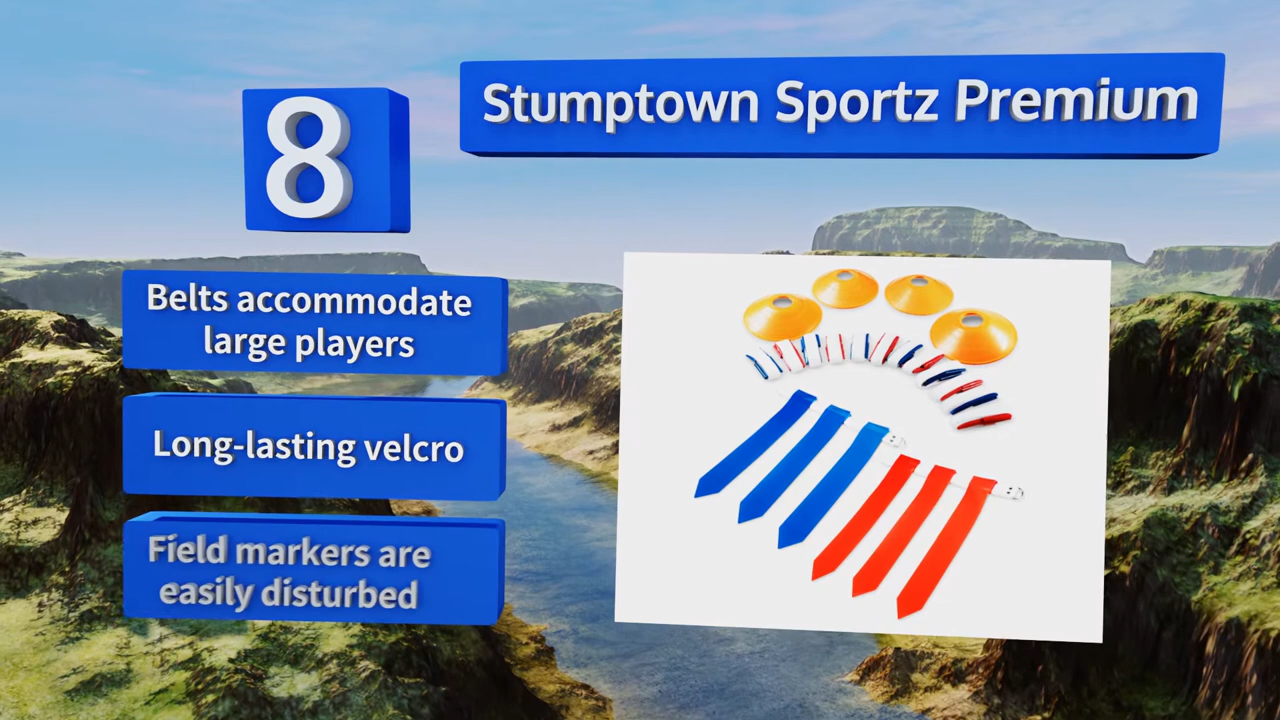 8
Stumptown Sportz Premium
Belts accommodate
large players
Long-lasting velcro
Field markers are
easily disturbed